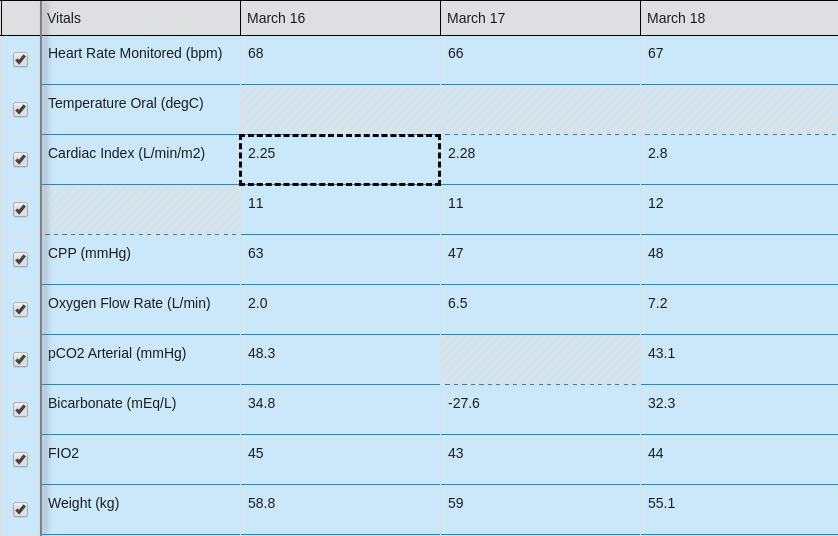 Vitals March 16 March 17 March 18
Heart Rate Monitored (bpm) 68 66 67
Temperature Oral (degC)
Cardiac Index (L/min/m2) 2.25 2.28 2.8
11 11 12
CPP (mmHg) 63 47 48
Oxygen Flow Rate (L/min) 2.0 6.5 7.2
pCO2 Arterial (mmHg) 48.3 43.1
Bicarbonate (mEq/L) 34.8 -27.6 32.3
FIO2 45 43 44
Weight (kg) 58.8 59 55.1